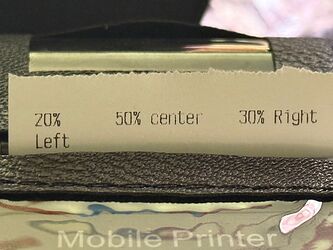 20% 50% center 30% Right
Left
Mobile Printer